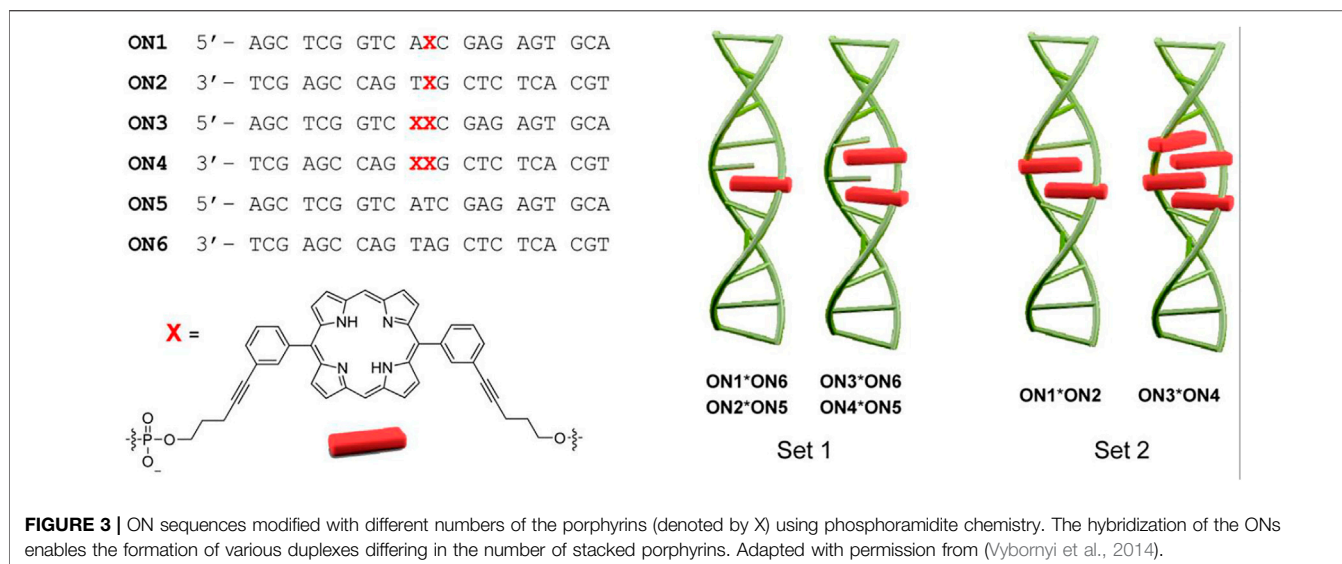 ON1 5′– AGC TCG GTC AXC GAG AGT GCA
ON2 3′– TCG AGC CAG TXG CTC TCA CGT
ON3 5′– AGC TCG GTC XXC GAG AGT GCA
ON4 3′– TCG AGC CAG XXG CTC TCA CGT
ON5 5′– AGC TCG GTC ATC GAG AGT GCA
ON6 3′– TCG AGC CAG TAG CTC TCA CGT
X =
NH N
N HN
O
P O
O
–
O
ON1*ON6 ON3*ON6
ON2*ON5 ON4*ON5
Set 1
ON1*ON2 ON3*ON4
Set 2
FIGURE 3 | ON sequences modified with different numbers of the porphyrins (denoted by X) using phosphoramidite chemistry. The hybridization of the ONs
enables the formation of various duplexes differing in the number of stacked porphyrins. Adapted with permission from (Vybornyi et al., 2014).